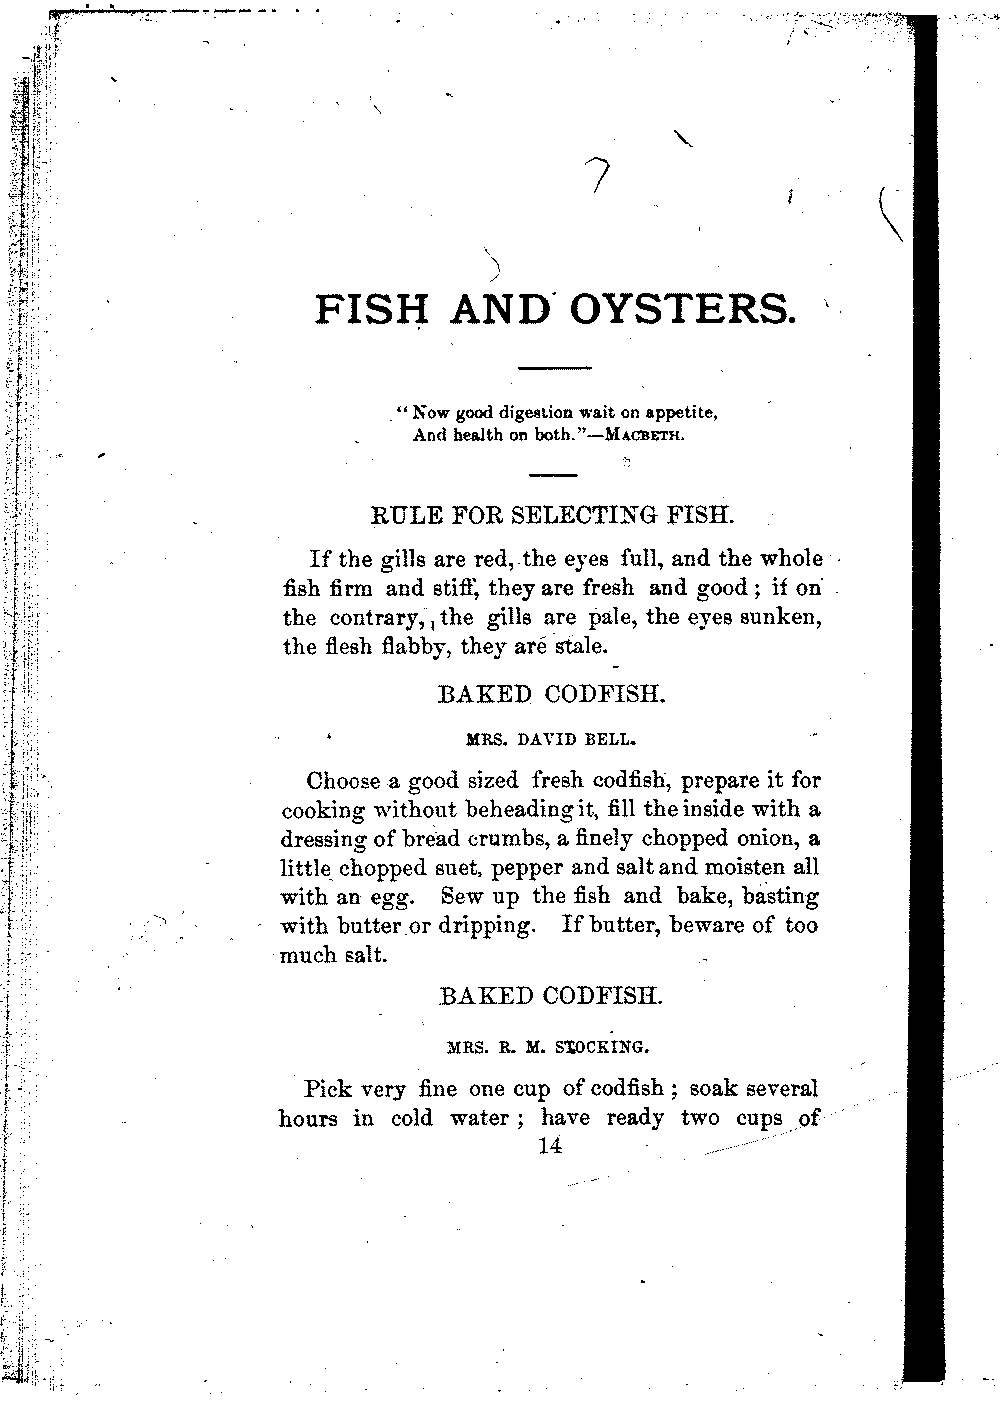 FISH AND OYSTERS.
"Now good digestion wait on appetite,
And health on both."—MACBETH.
RULE FOR SELECTING FISH.
If the gills are red, the eyes full, and the whole
fish firm and stiff, they are fresh and good; if on
the contrary, the gills are pale, the eyes sunken,
the flesh flabby, they are stale.
BAKED CODFISH.
MRS. DAVID BELL.
Choose a good sized fresh codfish, prepare it for
cooking without beheading it, fill the inside with a
dressing of bread crumbs, a finely chopped onion, a
little chopped suet, pepper and salt and moisten all
with an egg. Sew up the fish and bake, basting
with butter or dripping. If butter, beware of too
much salt.
BAKED CODFISH.
MRS. R. M. STOCKING.
Pick very fine one cup of codfish; soak several
hours in cold water; have ready two cups of
14